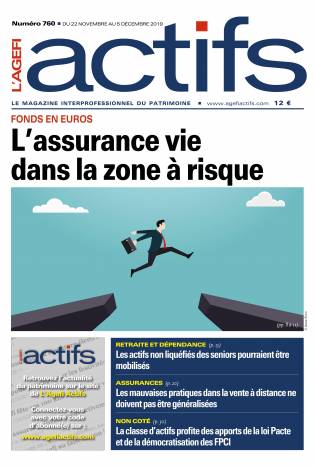 Numéro 760 ■ DU 22 NOVEMBRE AU 5 DÉCEMBRE 2019
L'AGEFI
actifs
LE MAGAZINE INTERPROFESSIONNEL DU PATRIMOINE ■ www.agefiactifs.com 12 €
FONDS EN EUROS
L'assurance vie
dans la zone à risque
actifs
Retrouvez l'actualité
du patrimoine sur le site
de L'Agefi Actifs
Connectez-vous
avec votre code
d'abonné(e) sur :
www.agefiactifs.com
RETRAITE ET DÉPENDANCE (p. 9)
Les actifs non liquéfiés des seniors pourraient être
mobilisés
ASSURANCES (p.20)
Les mauvaises pratiques dans la vente à distance ne
doivent pas être généralisées
NON COTÉ
La classe d'actifs profite des apports de la loi Pacte
et de la démocratisation des FPCI